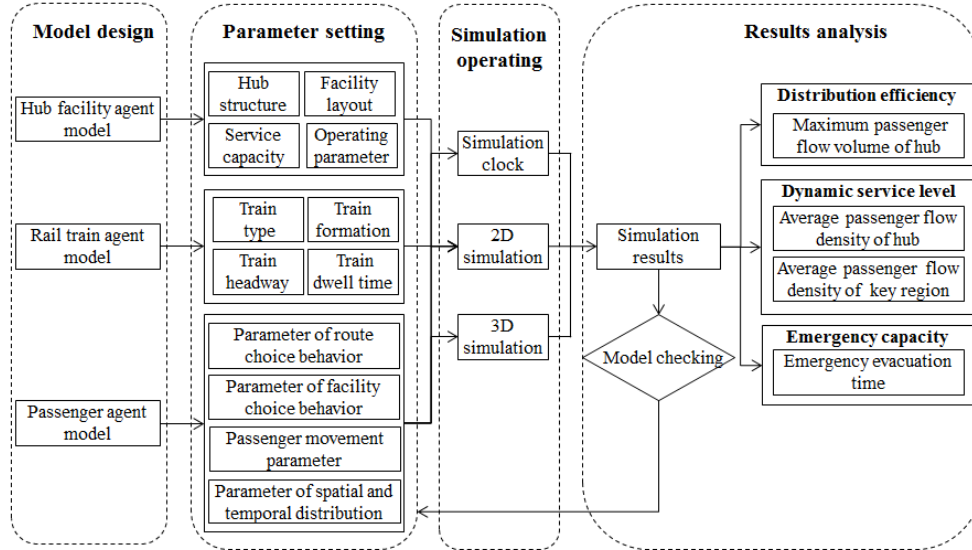 Model design
Hub facility agent
model
Rail train agent
model
Passenger agent
model
Parameter setting
Hub
structure
Facility
layout
Service
capacity
Operating
parameter
Train
type
Train
formation
Train
headway
Train
dwell time
Parameter of route
choice behavior
Parameter of facility
choice behavior
Passenger movement
parameter
Parameter of spatial and
temporal distribution
Simulation
operating
Simulation
clock
2D
simulation
3D
simulation
Results analysis
Simulation
results
Model checking
Distribution efficiency
Maximum passenger
flow volume of hub
Dynamic service level
Average passenger flow
density of hub
Average passenger flow
density of key region
Emergency capacity
Emergency evacuation
time